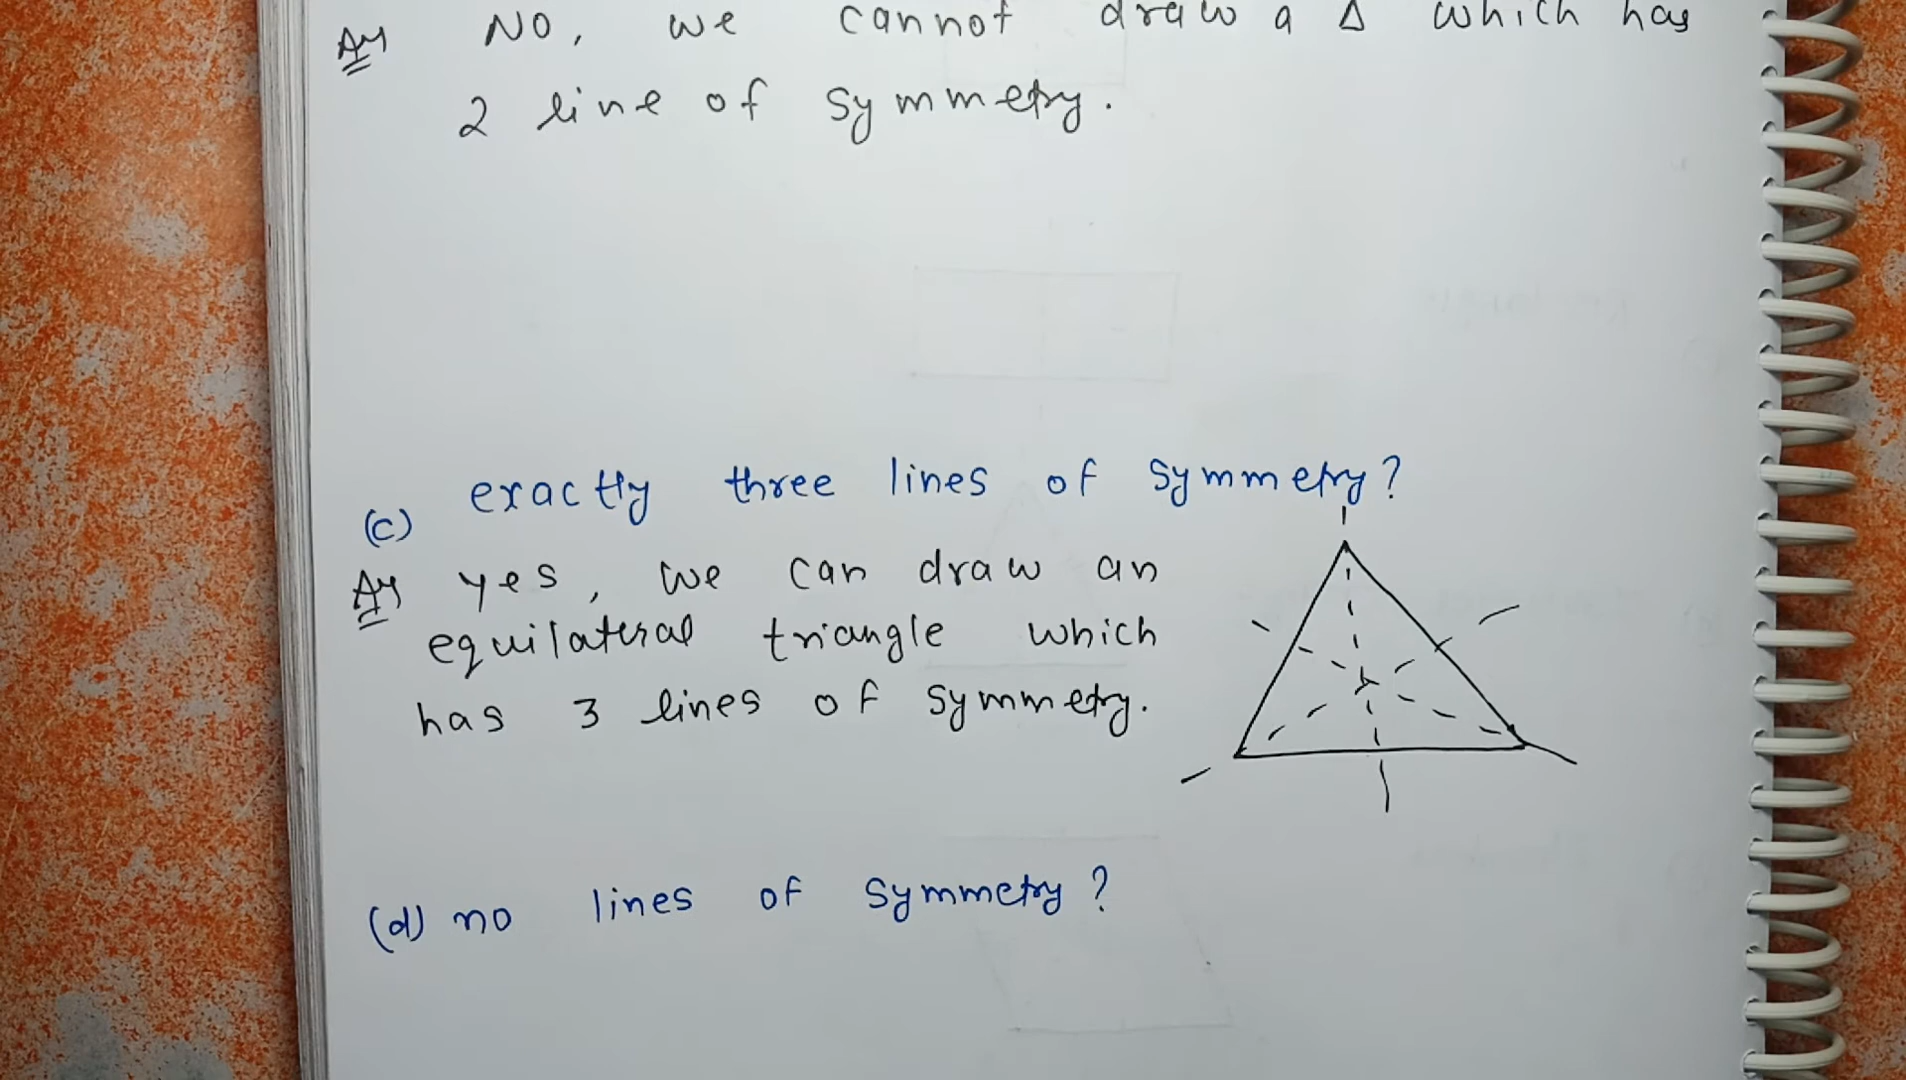 Ans No, we cannot draw a Δ which has
2 line of symmetry.
(c) exactly three lines of symmetry?
Ans yes, we can draw an
equilateral triangle which
has 3 lines of symmetry.
(d) no lines of symmetry?